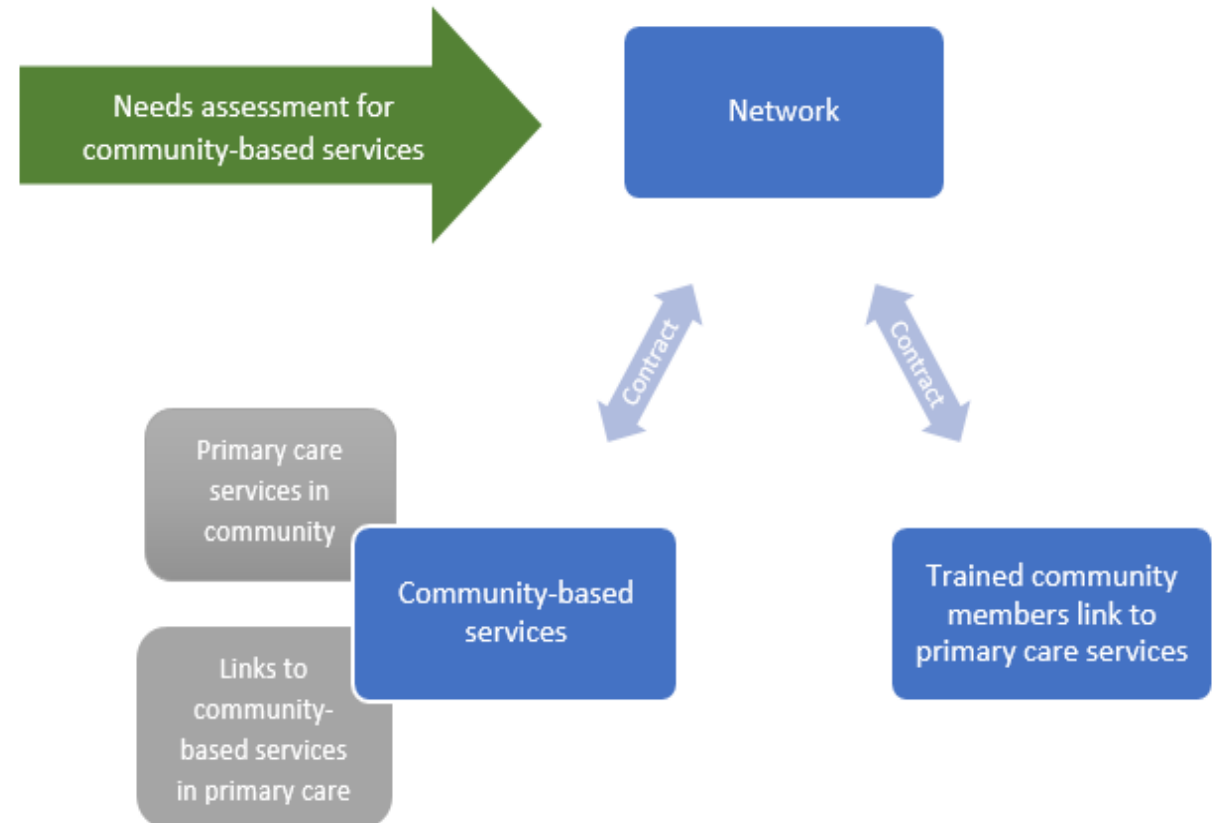 Needs assessment for
community-based services
Network
Contract
Contract
Primary care
services in
community
Community-based
services
Trained community
members link to
primary care services
Links to
community-
based services
in primary care